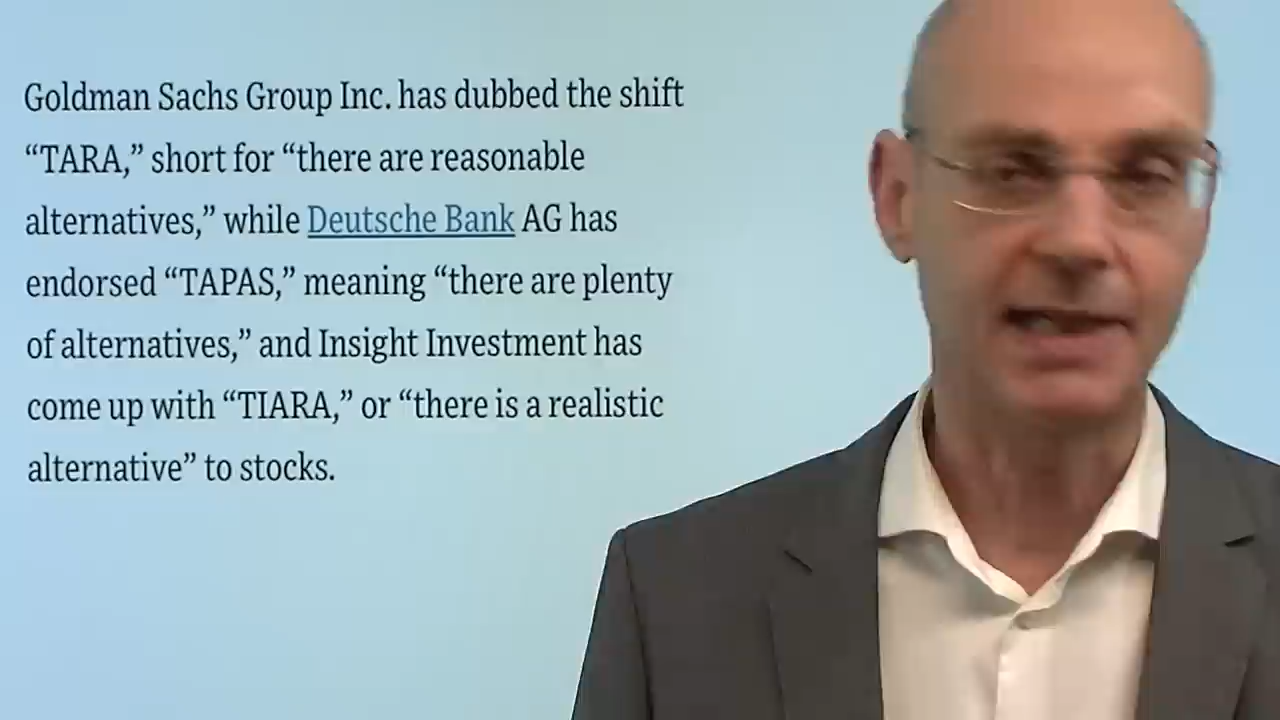 Goldman Sachs Group Inc. has dubbed the shift
“TARA,” short for “there are reasonable
alternatives,” while Deutsche Bank AG has
endorsed “TAPAS,” meaning “there are plenty
of alternatives,” and Insight Investment has
come up with “TIARA,” or “there is a realistic
alternative” to stocks.